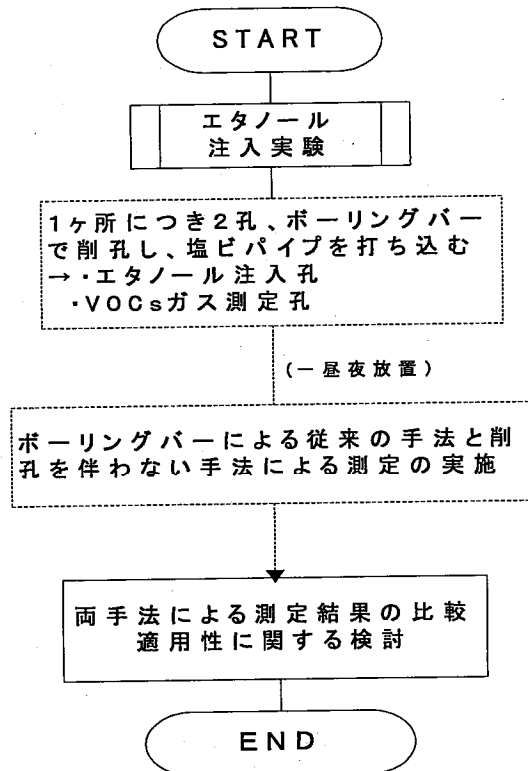 START
エタノール
注入実験
1ヶ所につき2孔、ボーリングバー
で削孔し、塩ビパイプを打ち込む
→・エタノール注入孔
・VOCsガス測定孔
(一昼夜放置)
ボーリングバーによる従来の手法と削
孔を伴わない手法による測定の実施
両手法による測定結果の比較
適用性に関する検討
END